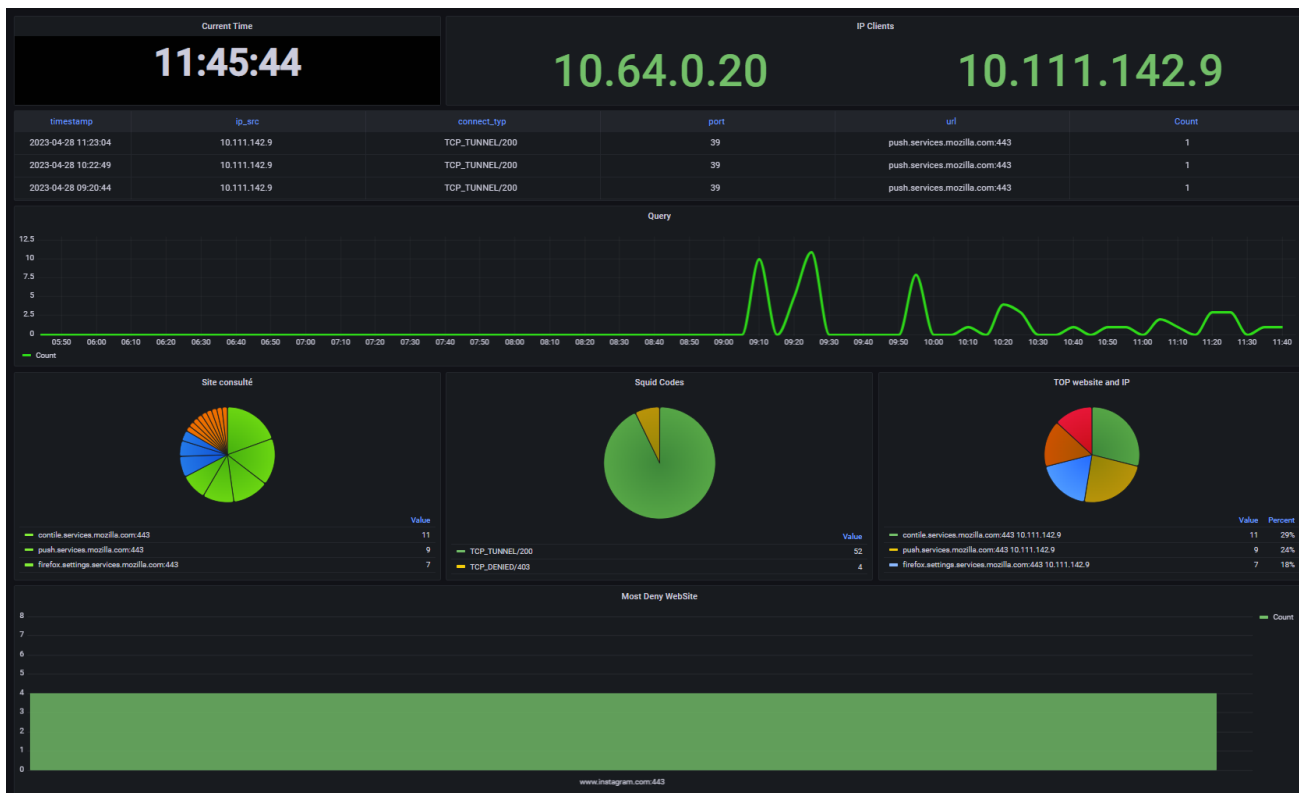 Current Time
IP Clients
11:45:44
10.64.0.20 10.111.142.9
timestamp ip_src connect_typ port url Count
2023-04-28 11:23:04 10.111.142.9 TCP_TUNNEL/200 39 push.services.mozilla.com:443 1
2023-04-28 10:22:49 10.111.142.9 TCP_TUNNEL/200 39 push.services.mozilla.com:443 1
2023-04-28 09:20:44 10.111.142.9 TCP_TUNNEL/200 39 push.services.mozilla.com:443 1
Query
12.5
10
7.5
5
2.5
0
05:50 06:00 06:10 06:20 06:30 06:40 06:50 07:00 07:10 07:20 07:30 07:40 07:50 08:00 08:10 08:20 08:30 08:40 08:50 09:00 09:10 09:20 09:30 09:40 09:50 10:00 10:10 10:20 10:30 10:40 10:50 11:00 11:10 11:20 11:30 11:40
Count
Site consulté
Value
contile.services.mozilla.com:443 11
push.services.mozilla.com:443 9
firefox.settings.services.mozilla.com:443 7
Squid Codes
Value
TCP_TUNNEL/200 52
TCP_DENIED/403 4
TOP website and IP
Value Percent
contile.services.mozilla.com:443 10.111.142.9 11 29%
push.services.mozilla.com:443 10.111.142.9 9 24%
firefox.settings.services.mozilla.com:443 10.111.142.9 7 18%
Most Deny WebSite
8
7
6
5
4
3
2
1
0
Count
www.instagram.com:443